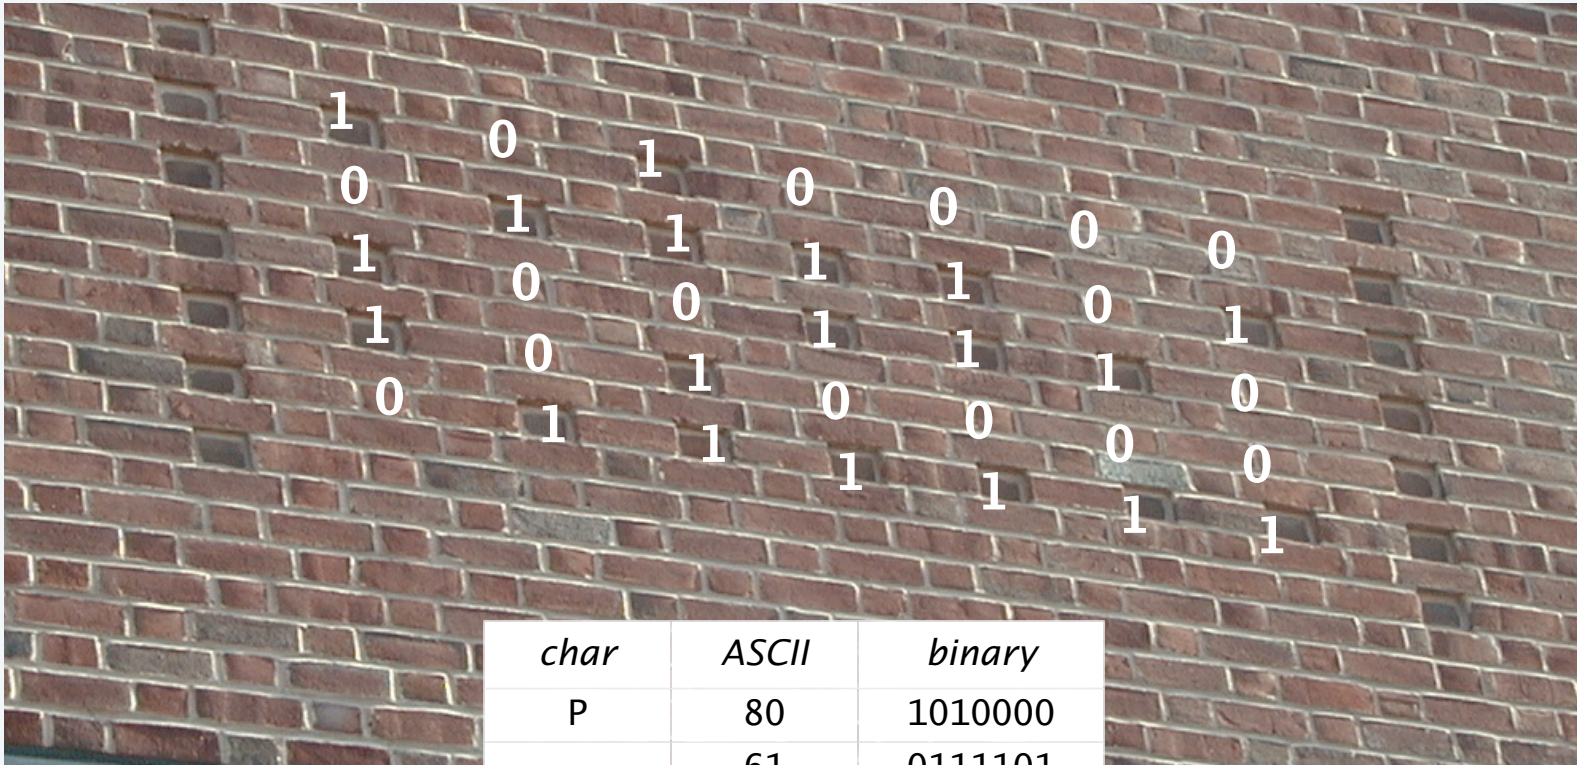 1 0 1 0 0 0 0
0 1 1 1 1 0 1
1 0 0 1 1 1 0
1 0 1 0 0 0 0
0 1 1 1 1 1 1
char ASCII binary
P 80 1010000
61 0111101